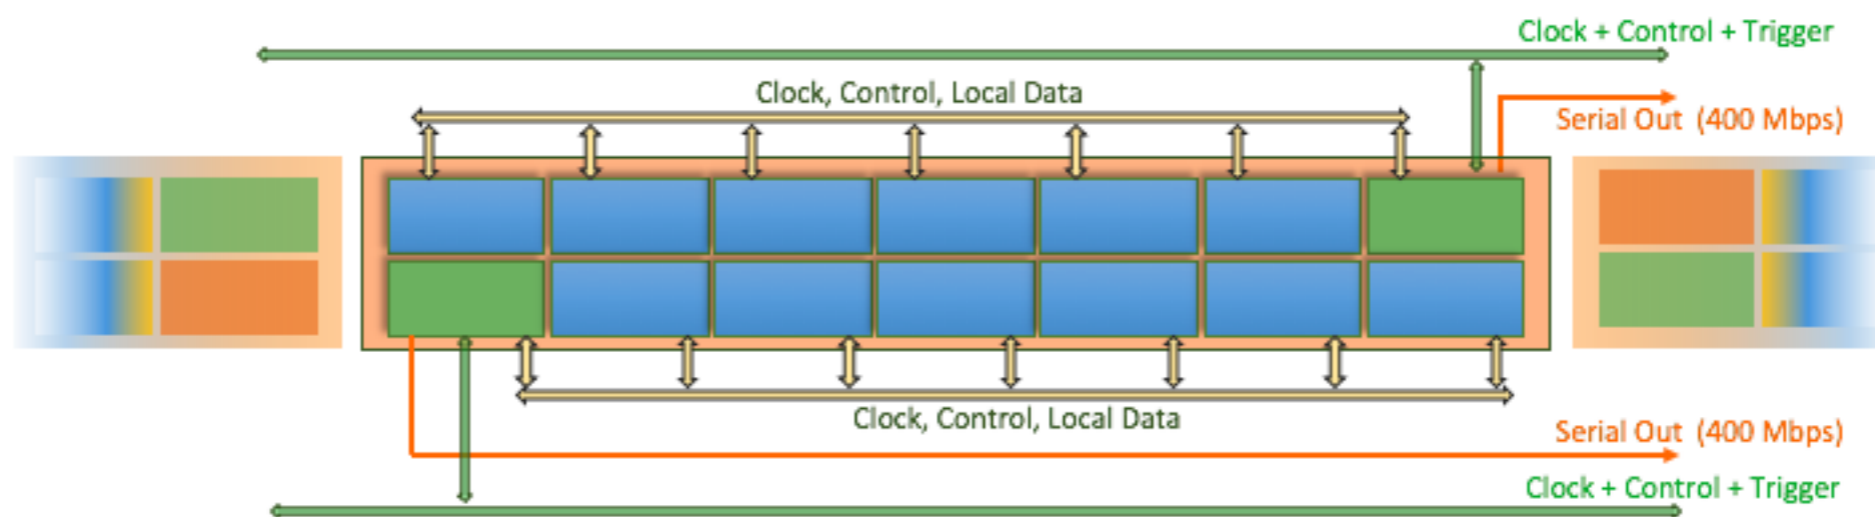 Clock + Control + Trigger
Clock, Control, Local Data
Serial Out (400 Mbps)
Clock, Control, Local Data
Serial Out (400 Mbps)
Clock + Control + Trigger